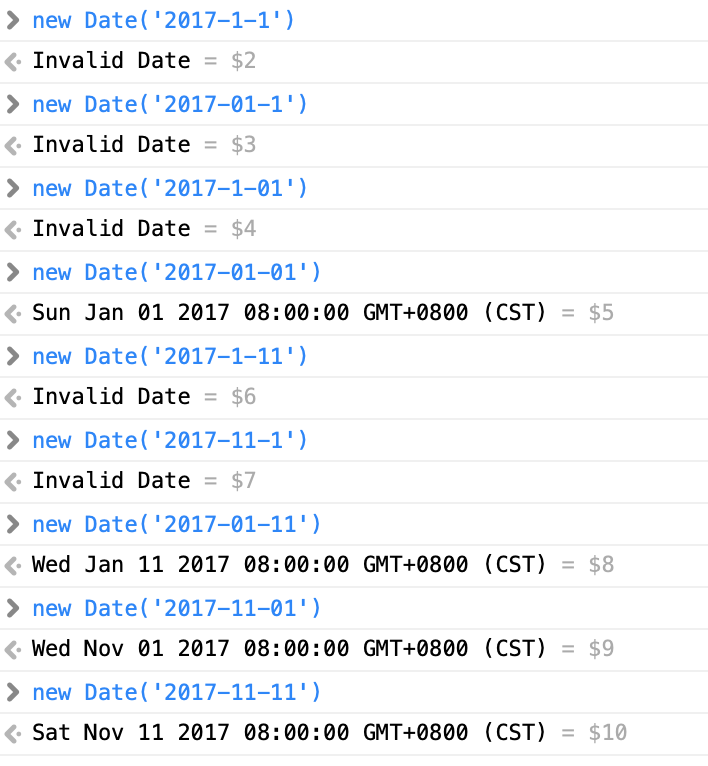 > new Date('2017-1-1')
Invalid Date = $2
> new Date('2017-01-1')
Invalid Date = $3
> new Date('2017-1-01')
Invalid Date = $4
> new Date('2017-01-01')
Sun Jan 01 2017 08:00:00 GMT+0800 (CST) = $5
> new Date('2017-1-11')
Invalid Date = $6
> new Date('2017-11-1')
Invalid Date = $7
> new Date('2017-01-11')
Wed Jan 11 2017 08:00:00 GMT+0800 (CST) = $8
> new Date('2017-11-01')
Wed Nov 01 2017 08:00:00 GMT+0800 (CST) = $9
> new Date('2017-11-11')
Sat Nov 11 2017 08:00:00 GMT+0800 (CST) = $10